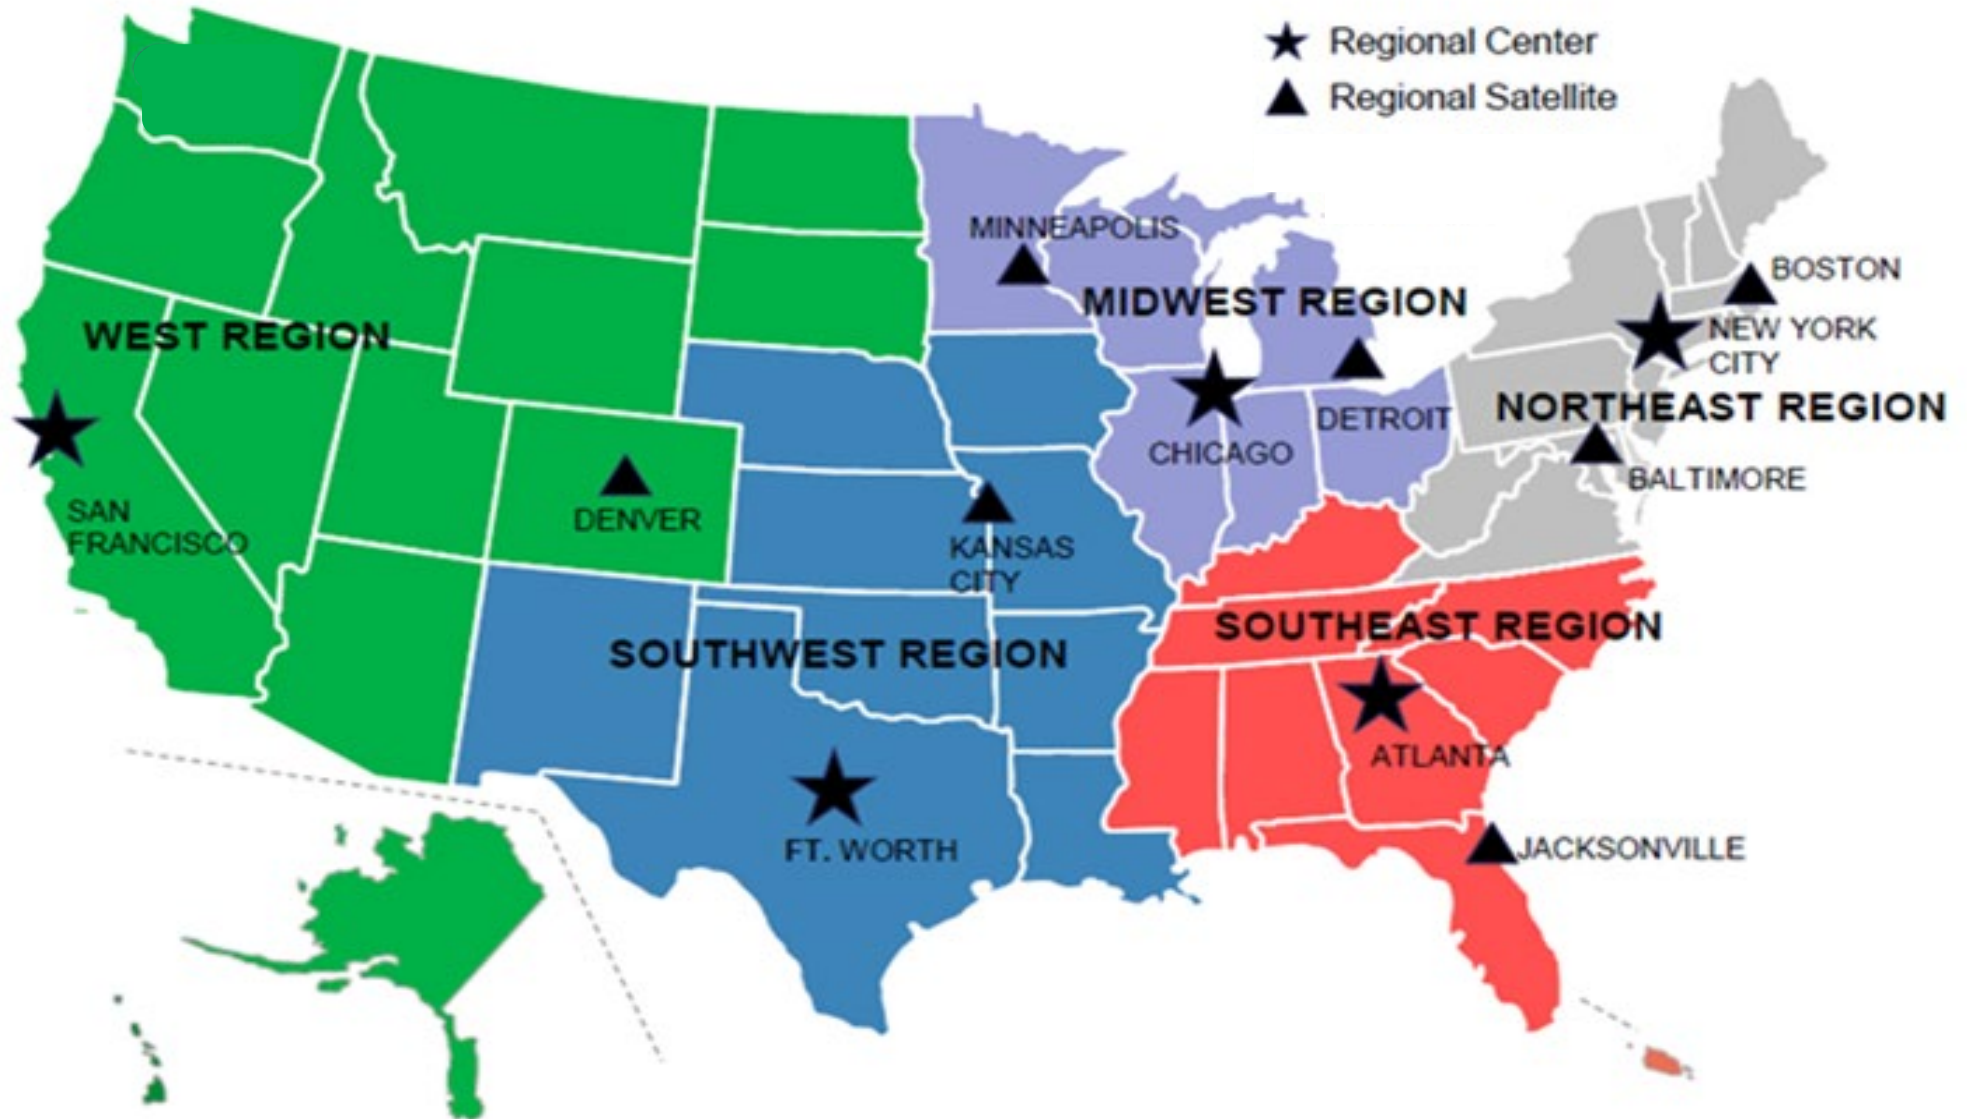 Regional Center
Regional Satellite
MINNEAPOLIS
BOSTON
MIDWEST REGION
WEST REGION
NEW YORK
CITY
NORTHEAST REGION
DETROIT
CHICAGO
BALTIMORE
SAN
FRANCISCO
DENVER
KANSAS
CITY
SOUTHEAST REGION
SOUTHWEST REGION
ATLANTA
FT. WORTH
JACKSONVILLE